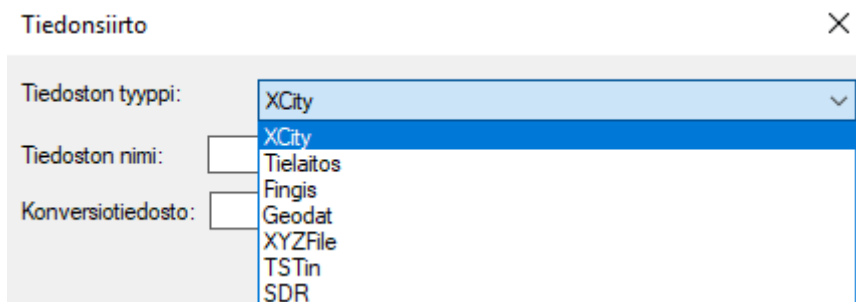 Tiedonsiirto
Tiedoston tyyppi: XCity
XCity
Tiedoston nimi:
Tielaitos
Fingis
Konversiotiedosto:
Geodat
XYZFile
TSTin
SDR